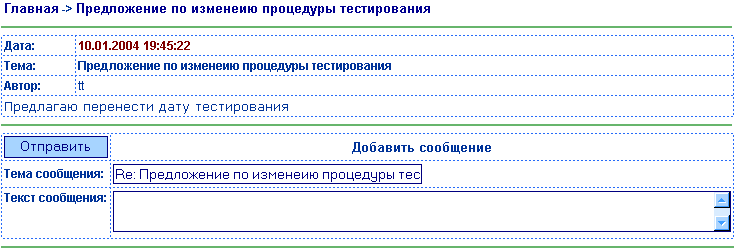 Главная -> Предложение по изменеию процедуры тестирования
Дата: 10.01.2004 19:45:22
Тема: Предложение по изменеию процедуры тестирования
Автор: tt
Предлагаю перенести дату тестирования
Отправить Добавить сообщение
Тема сообщения: Re: Предложение по изменеию процедуры тес
Текст сообщения: